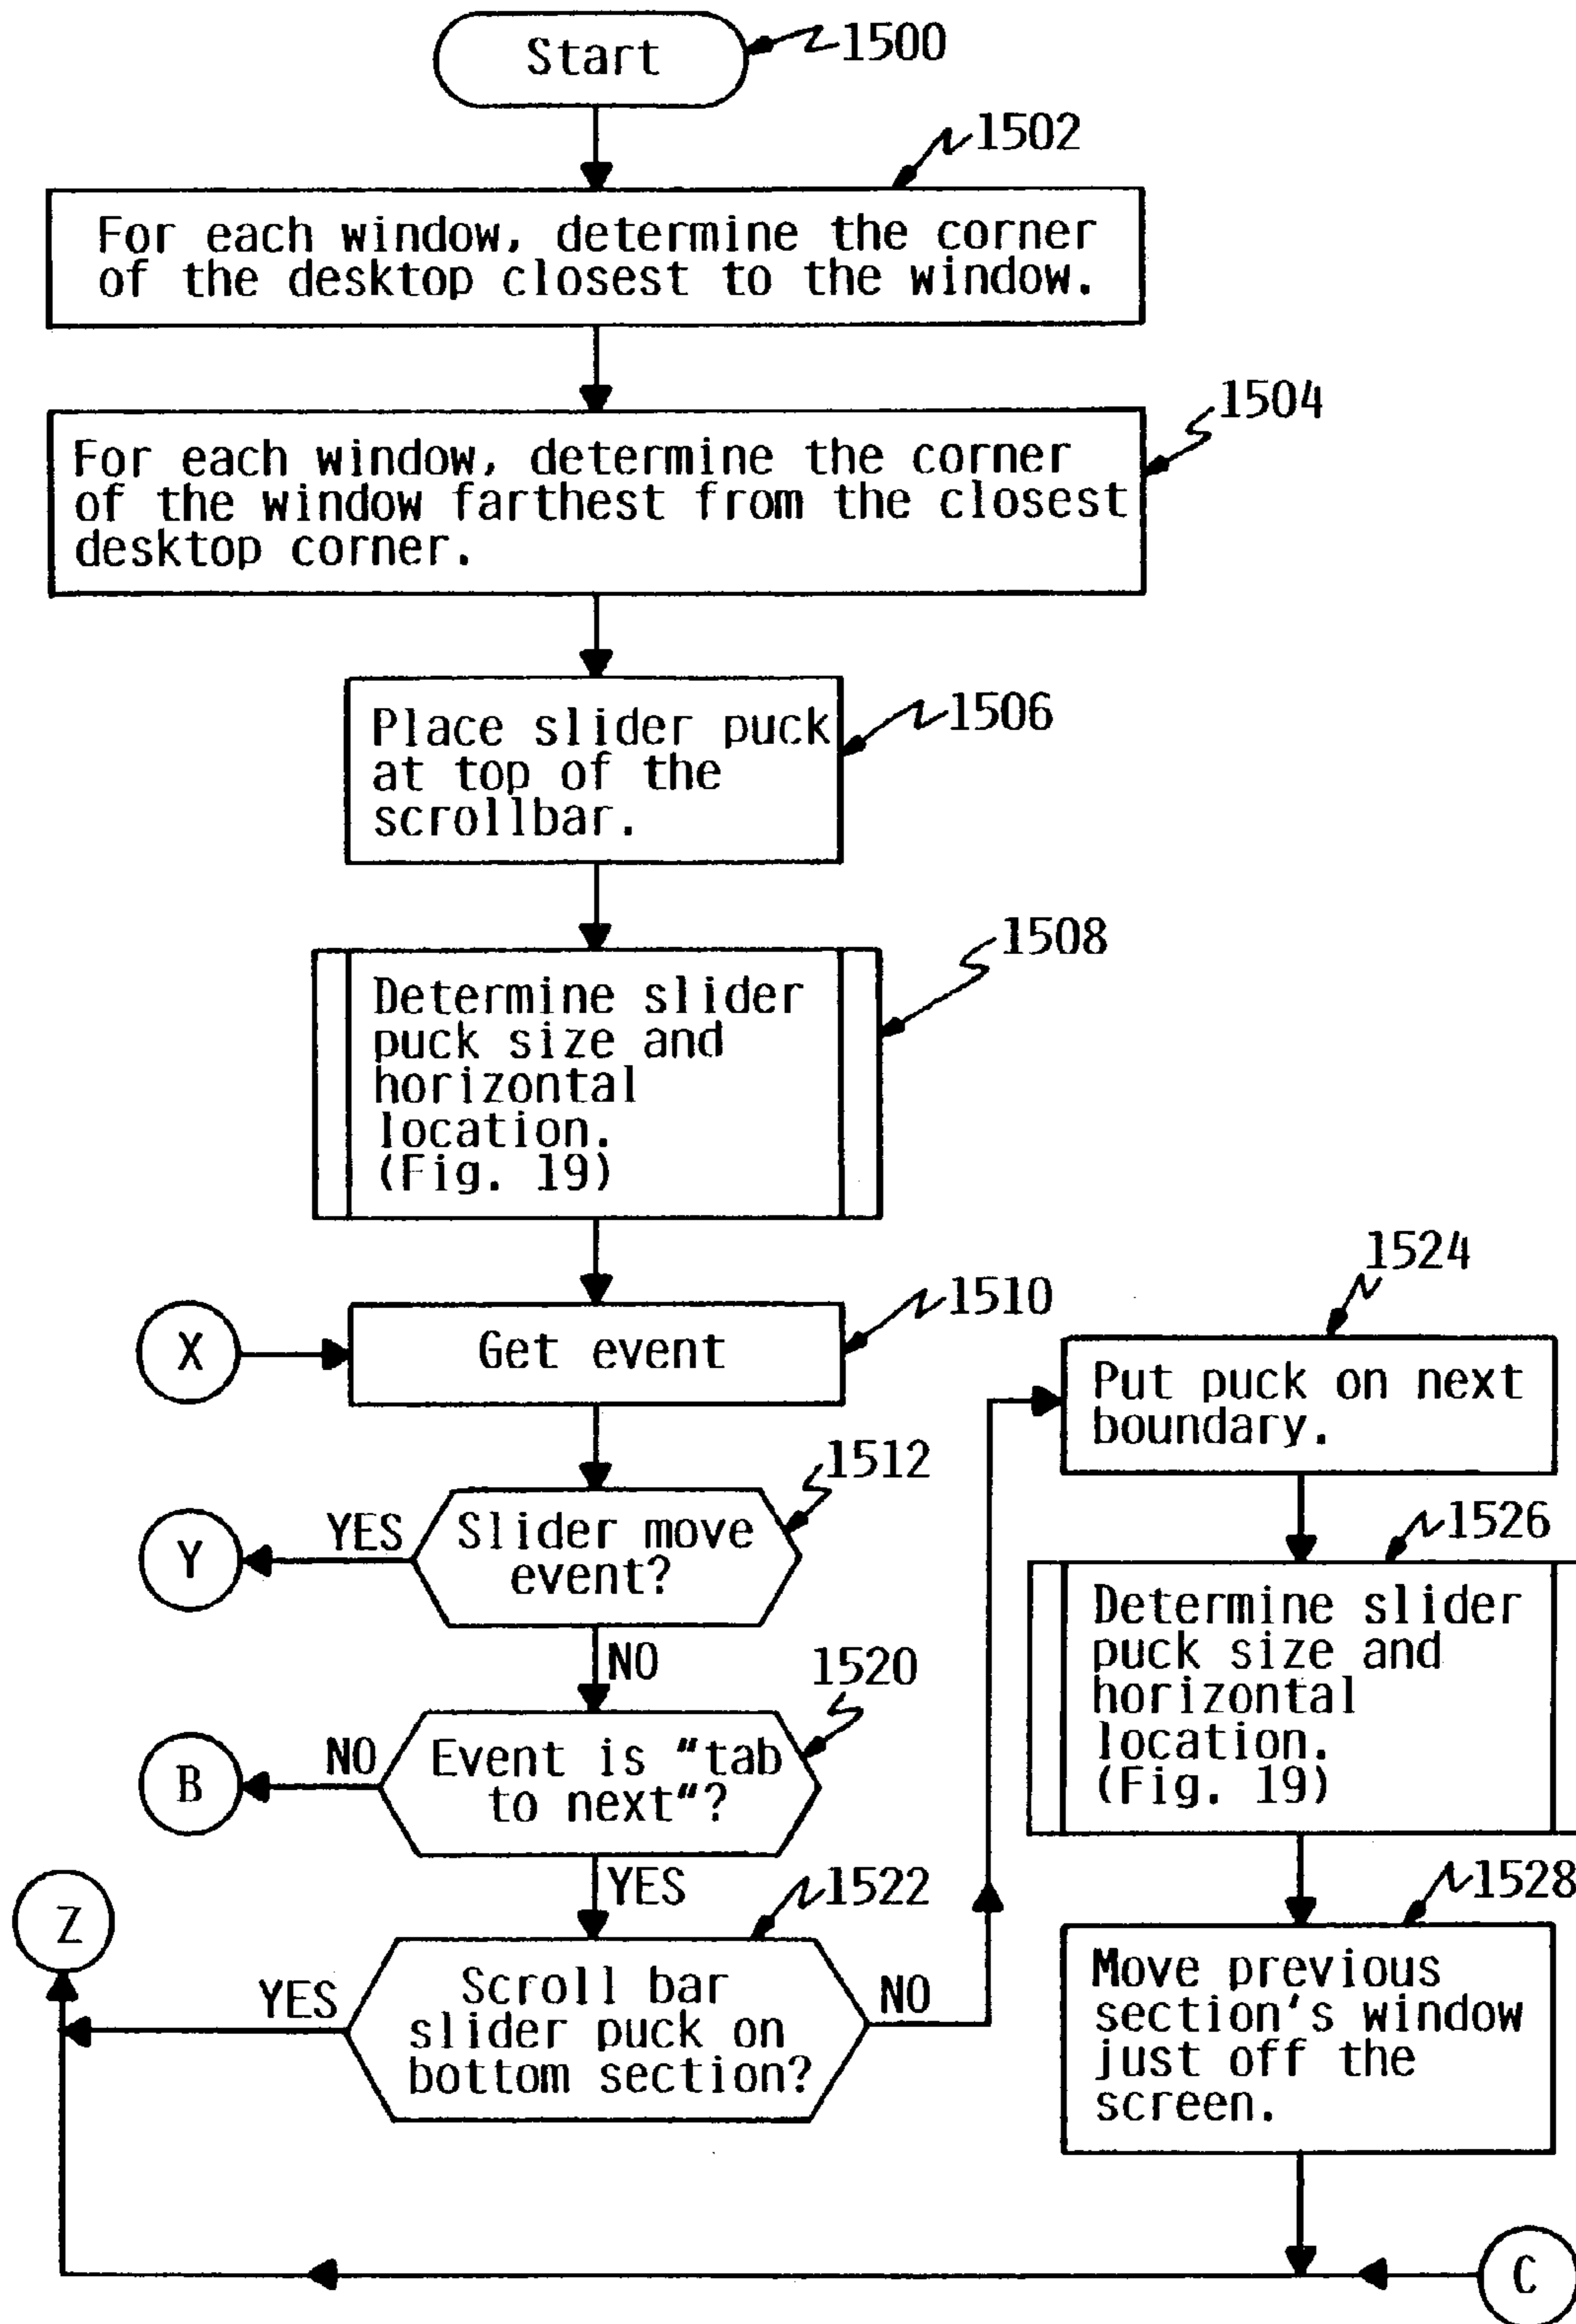 Start
1500
1502
For each window, determine the corner
of the desktop closest to the window.
1504
For each window, determine the corner
of the window farthest from the closest
desktop corner.
1506
Place slider puck
at top of the
scrollbar.
1508
Determine slider
puck size and
horizontal
location.
(Fig. 19)
X
Get event
1510
1512
Slider move
event?
YES
Y
NO
1520
Event is "tab
to next"?
NO
B
YES
1522
Scroll bar
slider puck on
bottom section?
YES
Z
NO
1524
Put puck on next
boundary.
1526
Determine slider
puck size and
horizontal
location.
(Fig. 19)
1528
Move previous
section's window
just off the
screen.
C